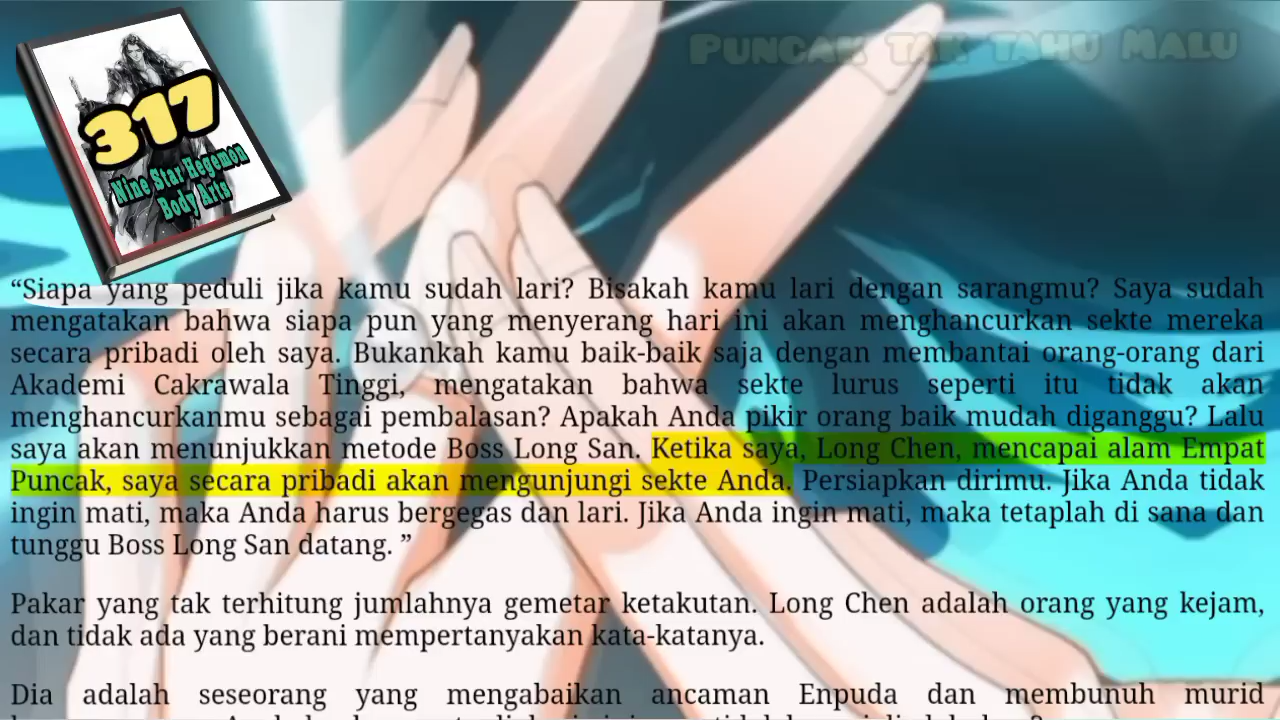 Puncak tak tahu Malu
317
Nine Star Hegemon
Body Arts
“Siapa yang peduli jika kamu sudah lari? Bisakah kamu lari dengan sarangmu? Saya sudah
mengatakan bahwa siapa pun yang menyerang hari ini akan menghancurkan sekte mereka
secara pribadi oleh saya. Bukankah kamu baik-baik saja dengan membantai orang-orang dari
Akademi Cakrawala Tinggi, mengatakan bahwa sekte lurus seperti itu tidak akan
menghancurkanmu sebagai pembalasan? Apakah Anda pikir orang baik mudah diganggu? Lalu
saya akan menunjukkan metode Boss Long San. Ketika saya, Long Chen, mencapai alam Empat
Puncak, saya secara pribadi akan mengunjungi sekte Anda. Persiapkan dirimu. Jika Anda tidak
ingin mati, maka Anda harus bergegas dan lari. Jika Anda ingin mati, maka tetaplah di sana dan
tunggu Boss Long San datang. ”
Pakar yang tak terhitung jumlahnya gemetar ketakutan. Long Chen adalah orang yang kejam,
dan tidak ada yang berani mempertanyakan kata-katanya.
Dia adalah seseorang yang mengabaikan ancaman Enpuda dan membunuh murid